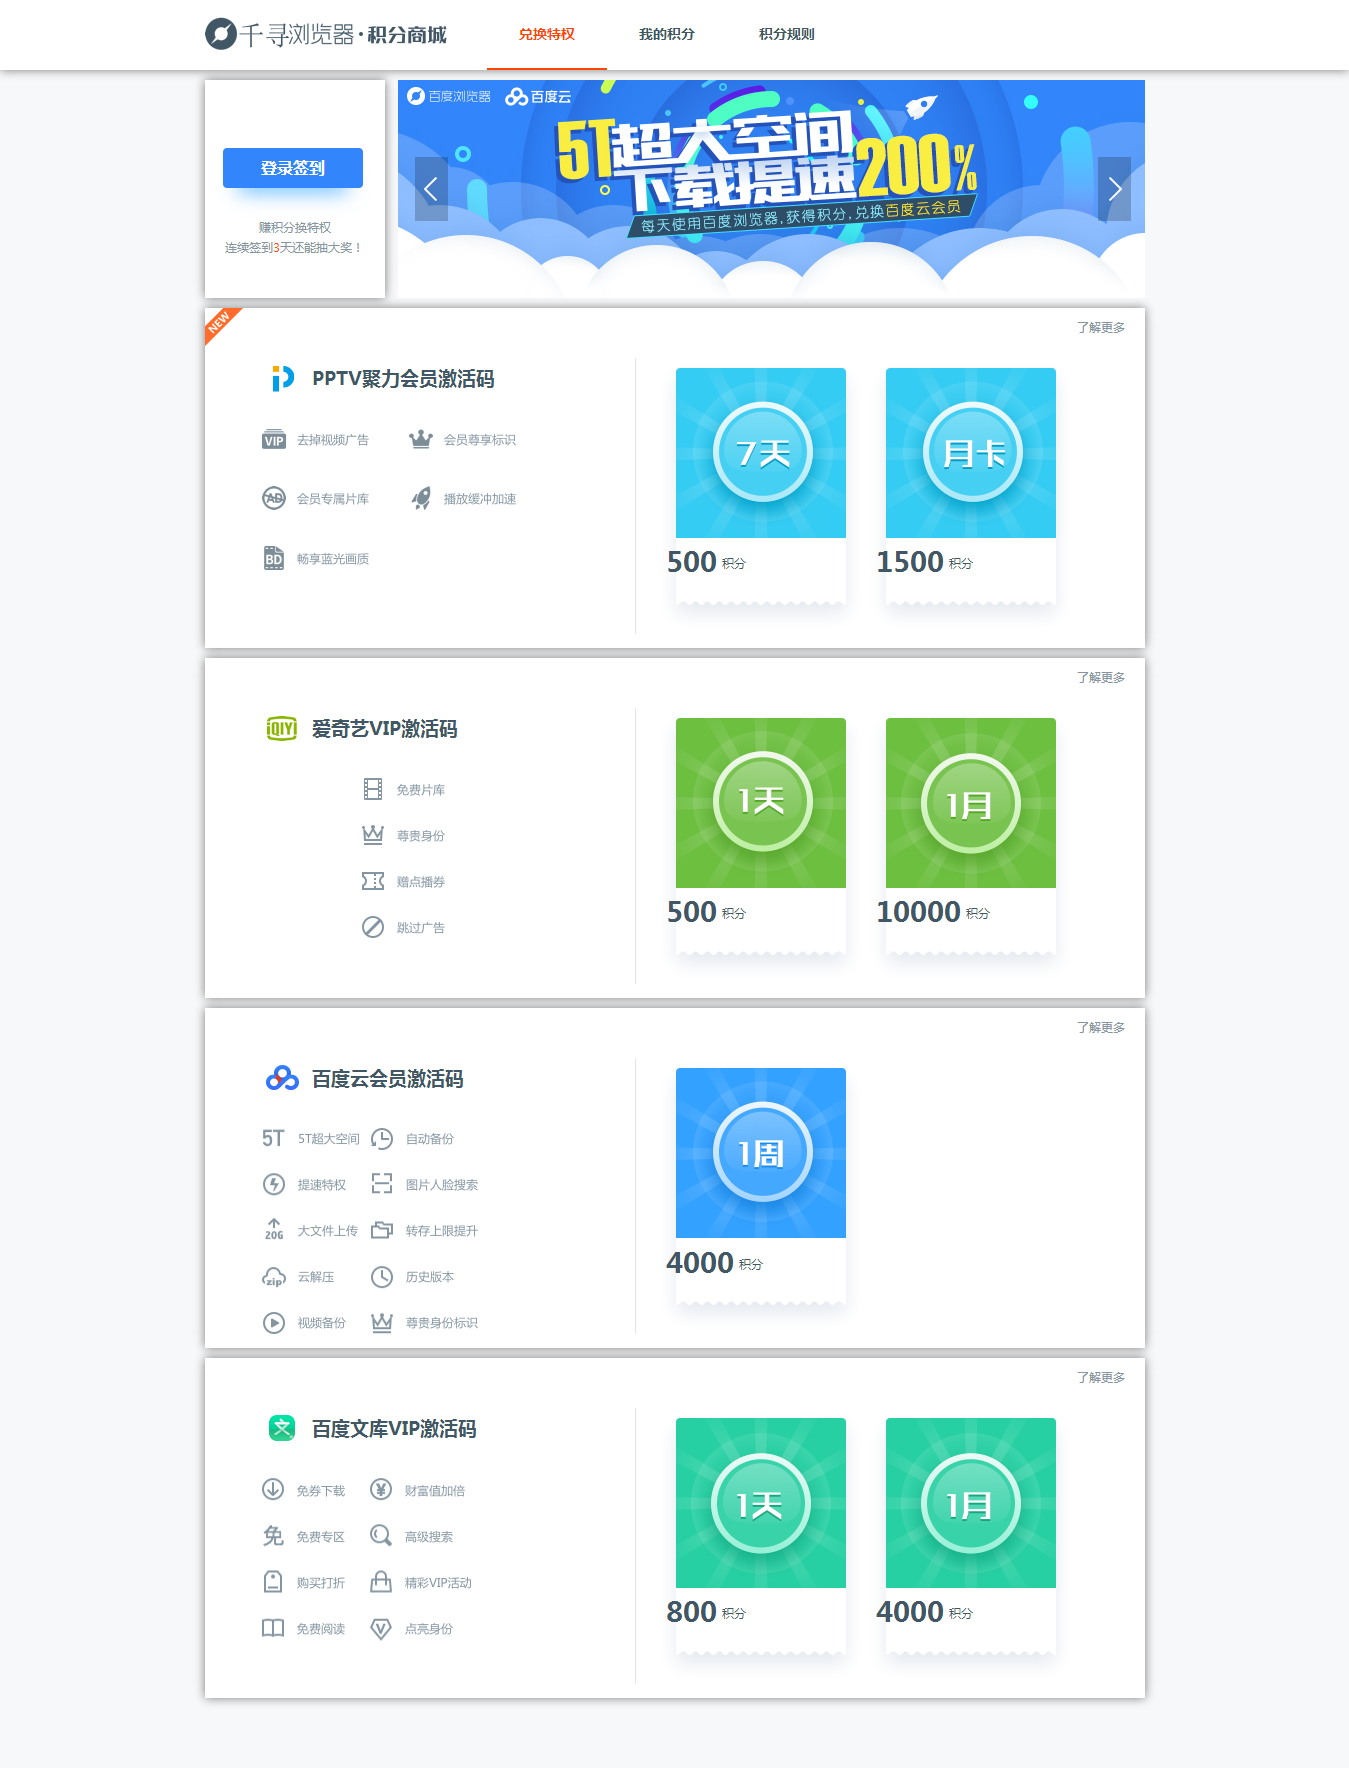 千寻浏览器·积分商城
兑换特权
我的积分
积分规则
登录签到
赚积分换特权
连续签到3天还能抽大奖！
百度浏览器
百度云
5T超大空间
下载提速200%
每天使用百度浏览器,获得积分,兑换百度云会员
NEW
了解更多
PPTV聚力会员激活码
VIP 去掉视频广告
会员尊享标识
AD 会员专属片库
播放缓冲加速
BD 畅享蓝光画质
7天
500 积分
月卡
1500 积分
了解更多
QIYI 爱奇艺VIP激活码
免费片库
尊贵身份
赠点播券
跳过广告
1天
500 积分
1月
10000 积分
了解更多
百度云会员激活码
5T 5T超大空间
自动备份
提速特权
图片人脸搜索
20G 大文件上传
转存上限提升
zip 云解压
历史版本
视频备份
尊贵身份标识
1周
4000 积分
了解更多
文 百度文库VIP激活码
免券下载
¥ 财富值加倍
免 免费专区
高级搜索
购买打折
精彩VIP活动
免费阅读
V 点亮身份
1天
800 积分
1月
4000 积分